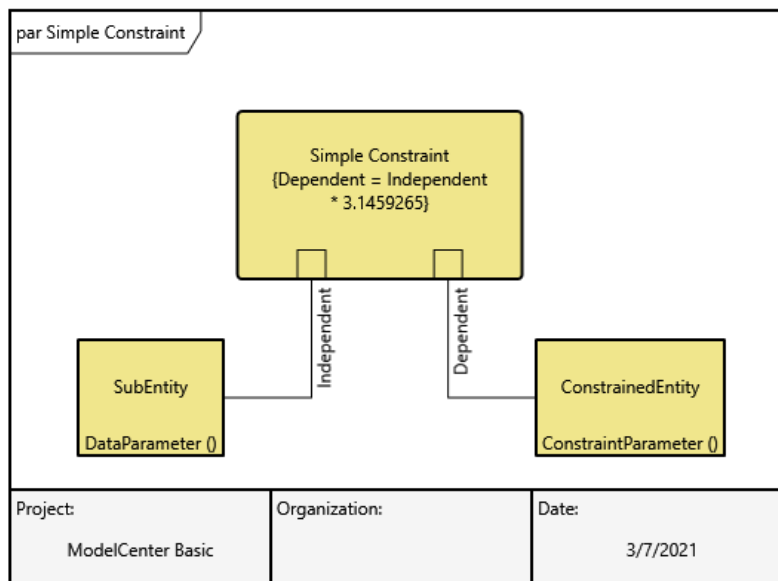 par Simple Constraint
Simple Constraint
{Dependent = Independent
* 3.1459265}
Independent
Dependent
SubEntity
DataParameter ()
ConstrainedEntity
ConstraintParameter ()
Project:
ModelCenter Basic
Organization:
Date:
3/7/2021